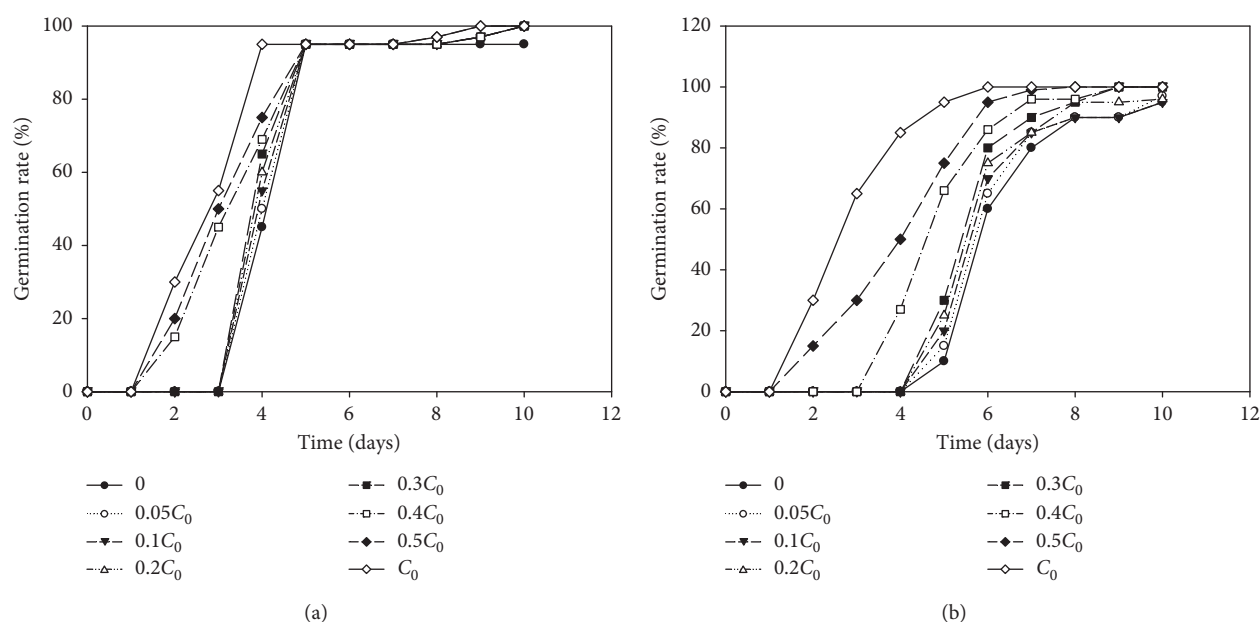 100
80
60
40
20
0
Germination rate (%)
0 2 4 6 8 10 12
Time (days)
0
0.05C₀
0.1C₀
0.2C₀
0.3C₀
0.4C₀
0.5C₀
C₀
(a)
120
100
80
60
40
20
0
Germination rate (%)
0 2 4 6 8 10 12
Time (days)
0
0.05C₀
0.1C₀
0.2C₀
0.3C₀
0.4C₀
0.5C₀
C₀
(b)